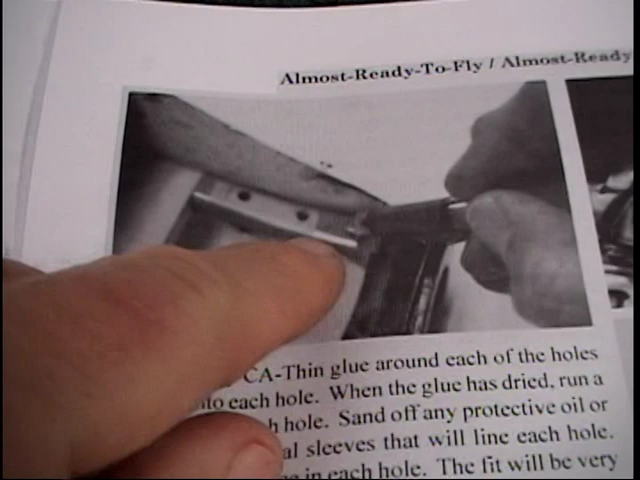 Almost-Ready-To-Fly / Almost-Ready
CA-Thin glue around each of the holes
into each hole. When the glue has dried, run a
h hole. Sand off any protective oil or
al sleeves that will line each hole.
in each hole. The fit will be very